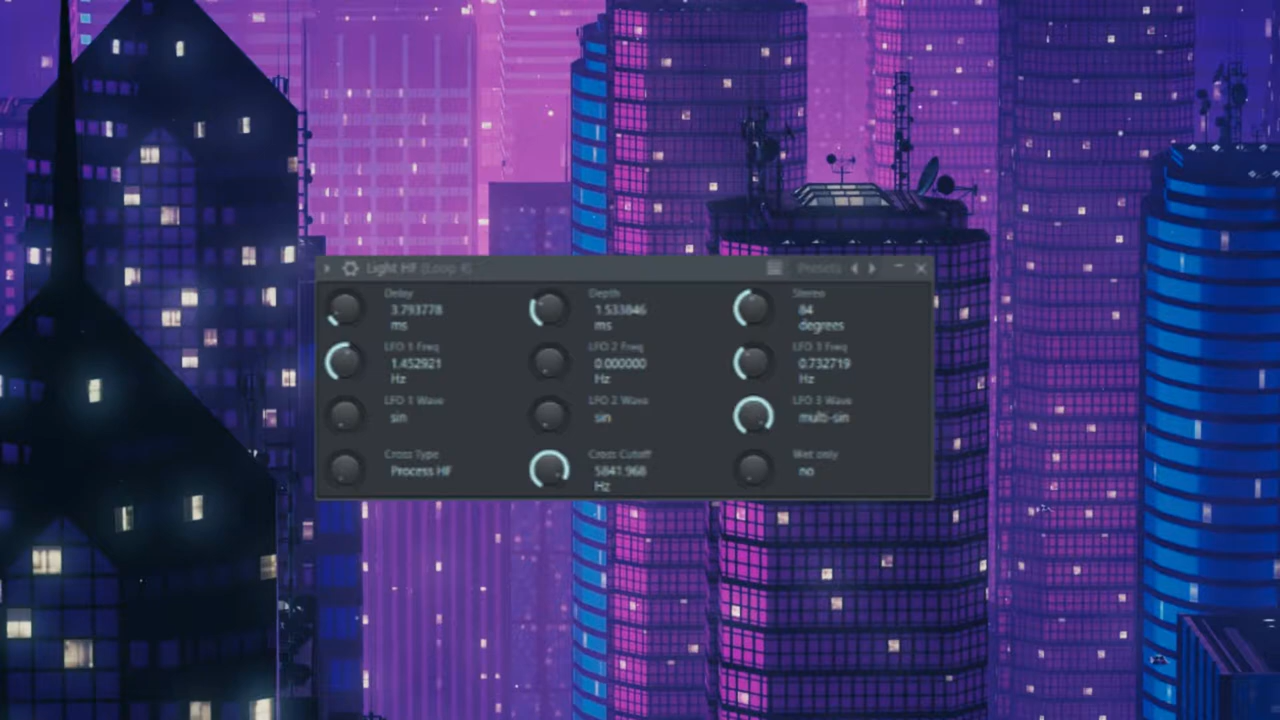 Light HF (Loop 4) Presets
Delay Depth Stereo
3.793778 1.533846 84
ms ms degrees
LFO 1 Freq LFO 2 Freq LFO 3 Freq
1.452921 0.000000 0.732719
Hz Hz Hz
LFO 1 Wave LFO 2 Wave LFO 3 Wave
sin sin multi-sin
Cross Type Cross Cutoff Wet only
Process HF 5841.968 no
Hz